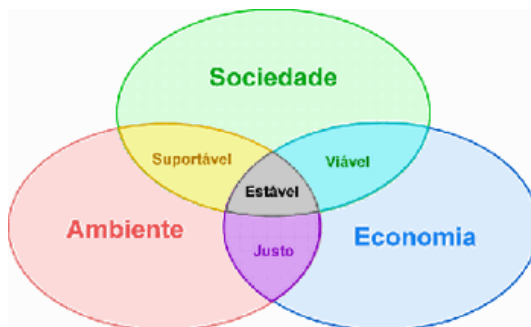 Sociedade
Suportável
Viável
Estável
Ambiente
Economia
Justo